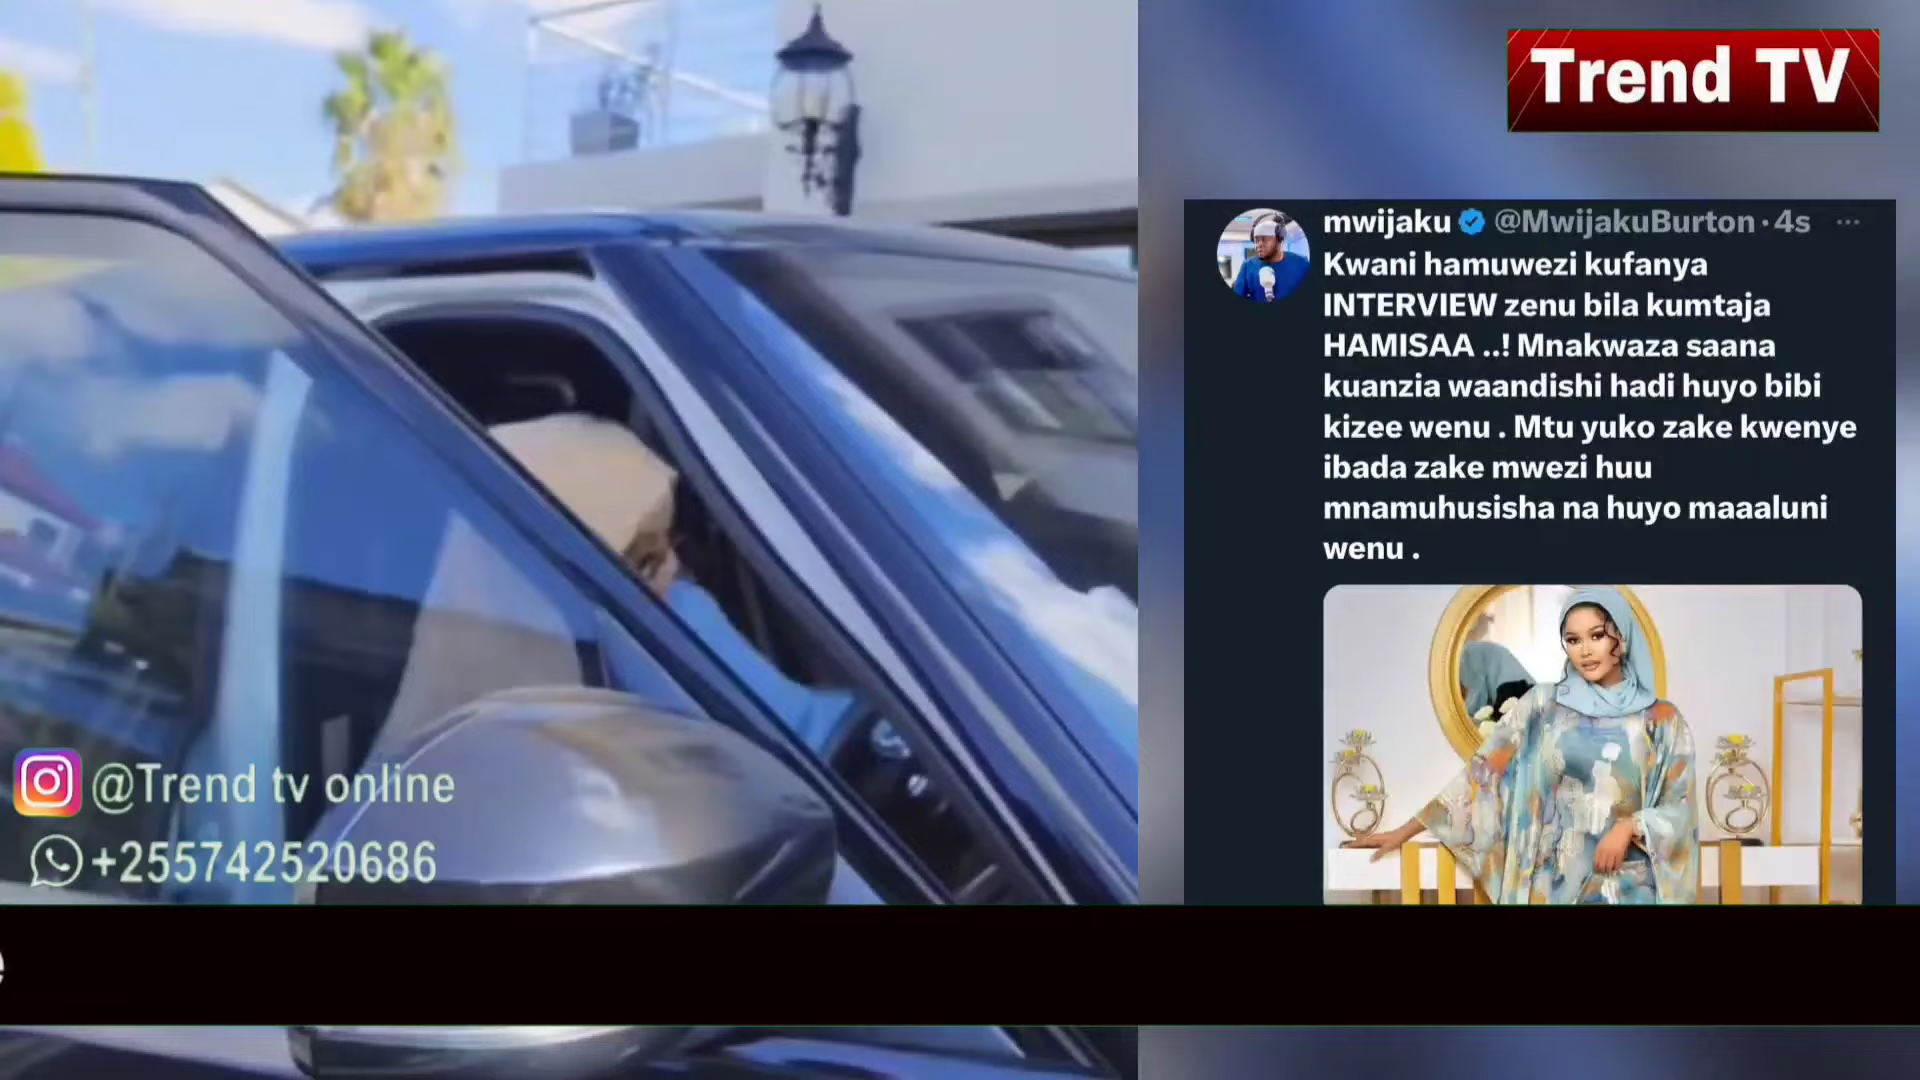 Trend TV
mwijaku @MwijakuBurton · 4s ···
Kwani hamuwezi kufanya
INTERVIEW zenu bila kumtaja
HAMISAA ..! Mnakwaza saana
kuanzia waandishi hadi huyo bibi
kizee wenu . Mtu yuko zake kwenye
ibada zake mwezi huu
mnamuhusisha na huyo maaaluni
wenu .
@Trend tv online
+255742520686